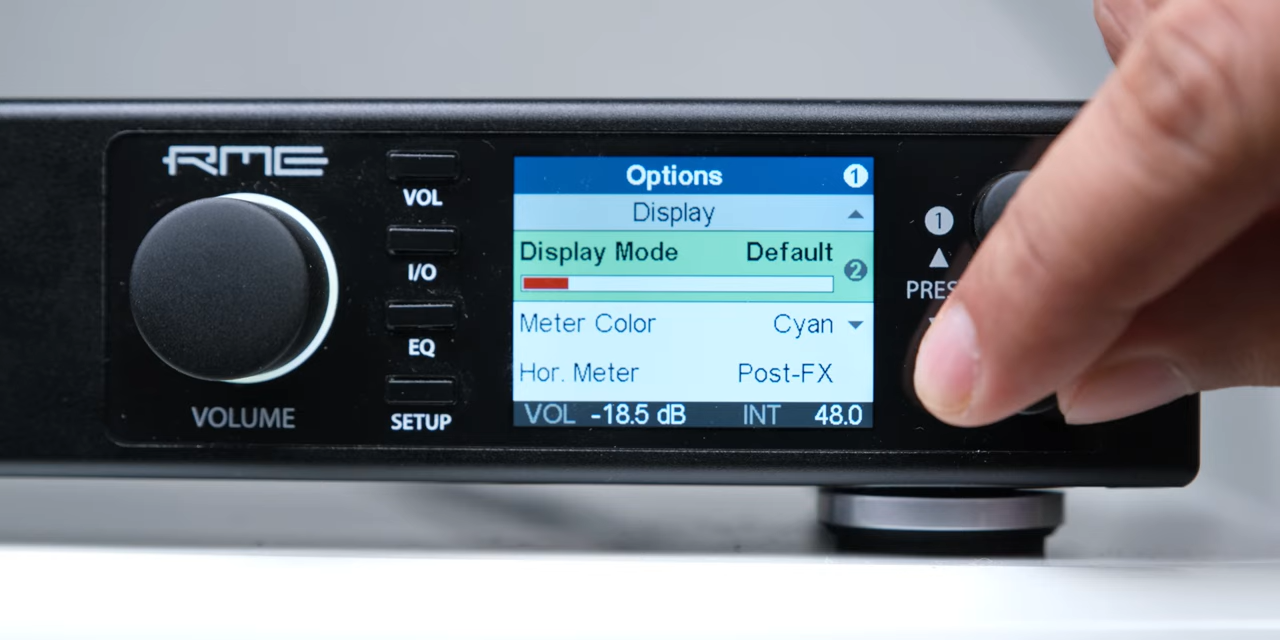 RME
VOLUME
VOL
I/O
EQ
SETUP
Options 1
Display
Display Mode Default
2
Meter Color Cyan
Hor. Meter Post-FX
VOL -18.5 dB INT 48.0
1
PRES